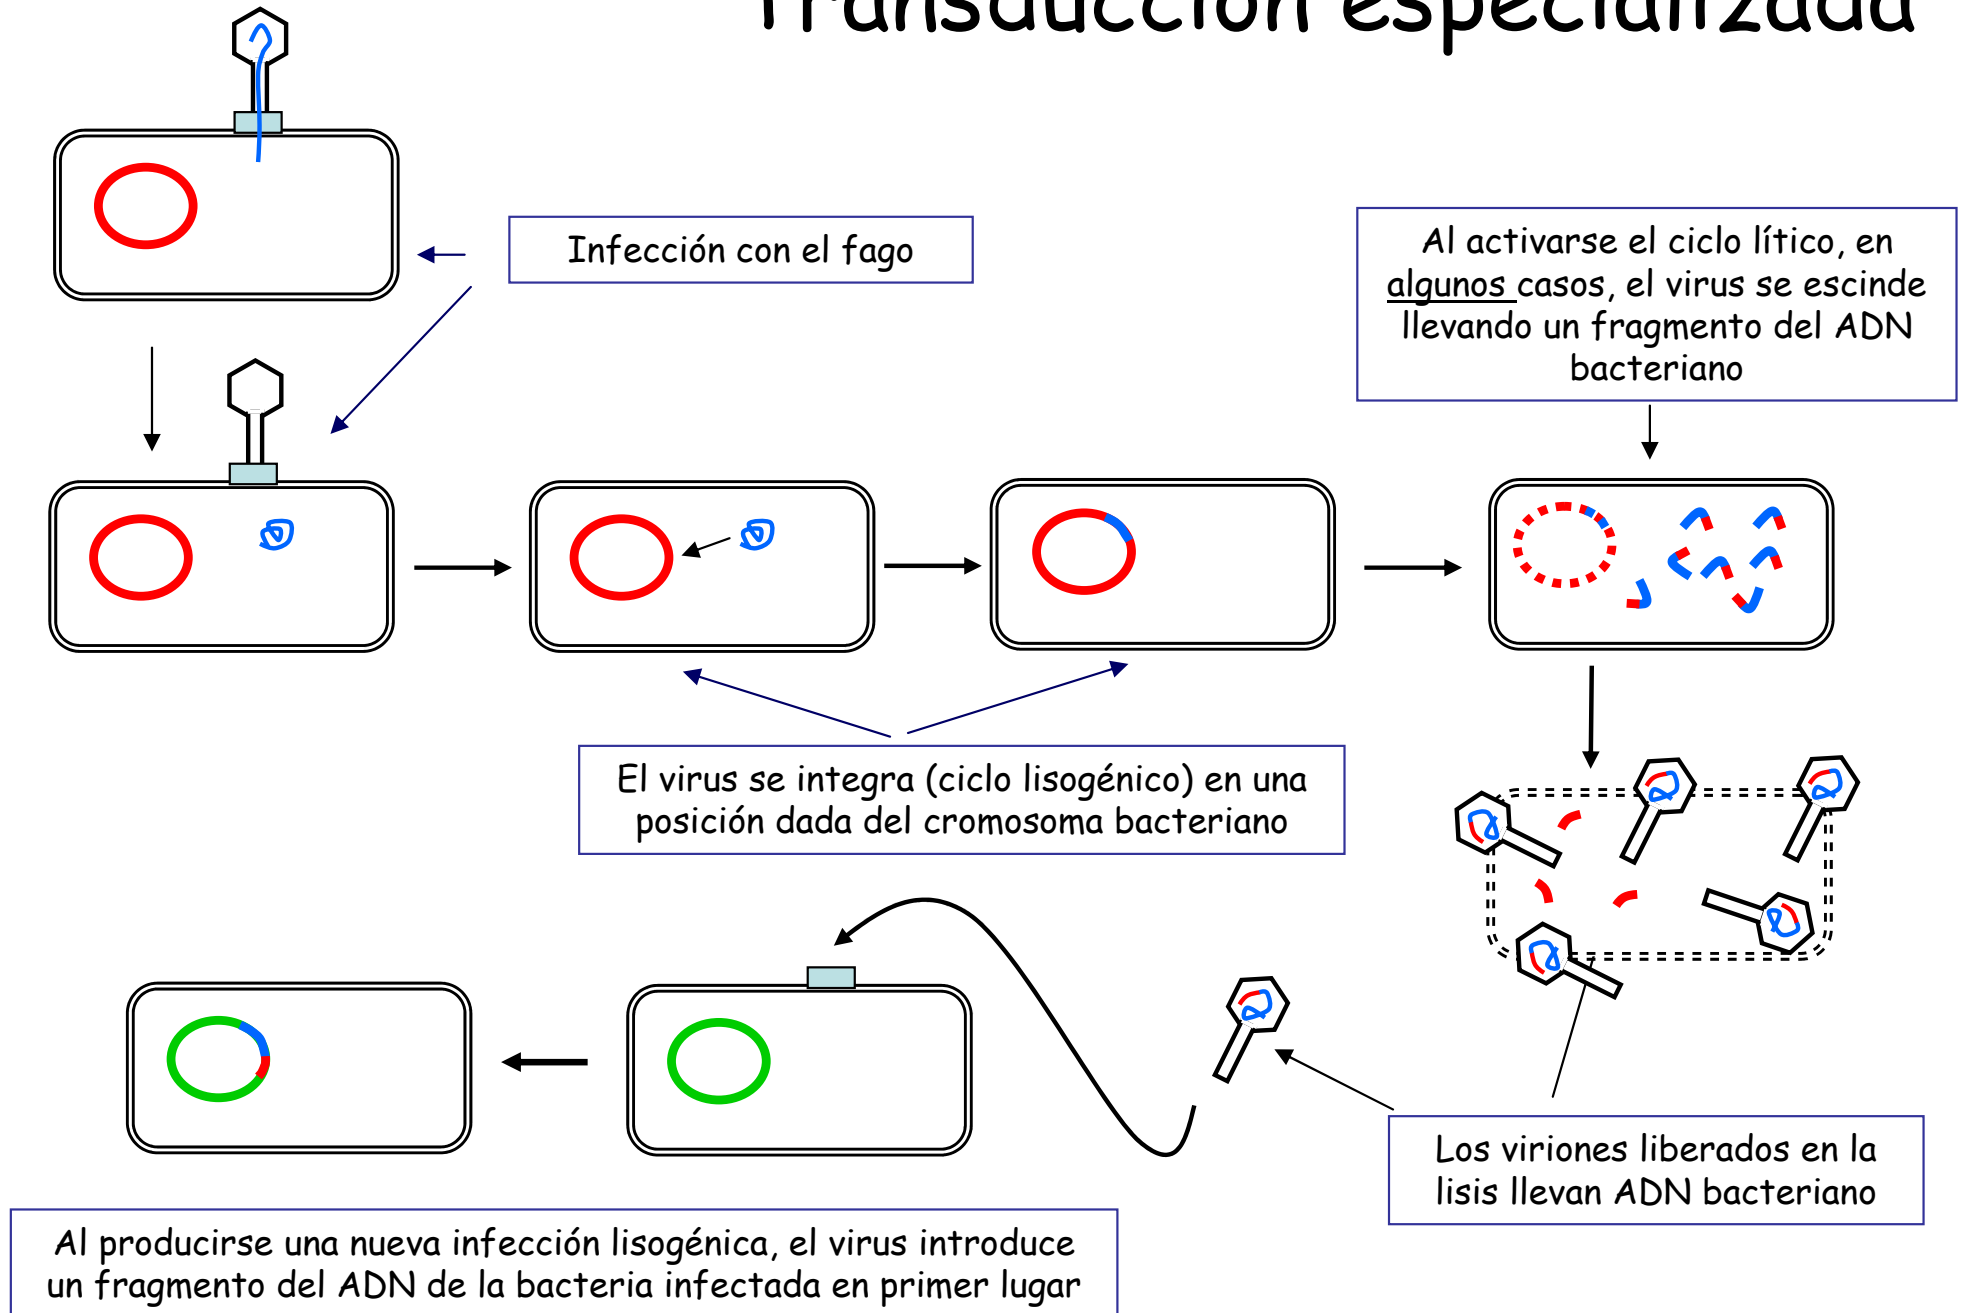 Transducción especializada
Infección con el fago
Al activarse el ciclo lítico, en
algunos casos, el virus se escinde
llevando un fragmento del ADN
bacteriano
El virus se integra (ciclo lisogénico) en una
posición dada del cromosoma bacteriano
Los viriones liberados en la
lisis llevan ADN bacteriano
Al producirse una nueva infección lisogénica, el virus introduce
un fragmento del ADN de la bacteria infectada en primer lugar